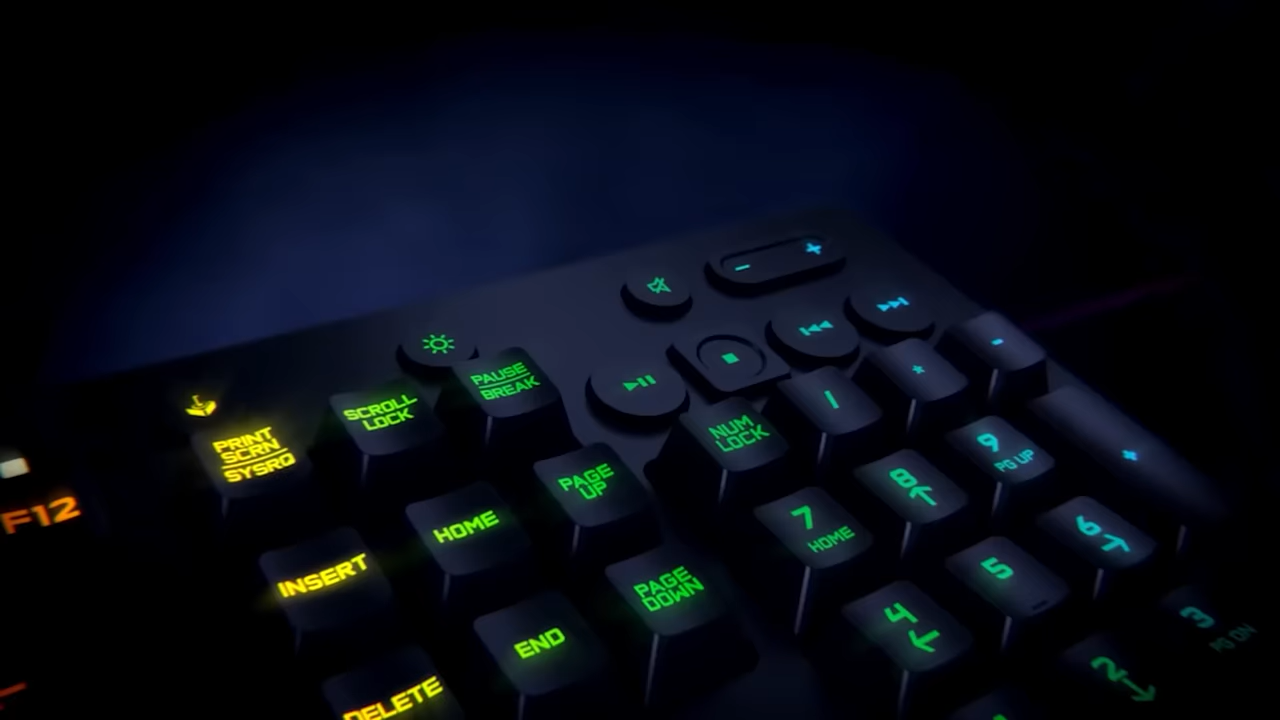 F12
PRINT
SCRN
SYSRQ
SCROLL
LOCK
PAUSE
BREAK
-
+
INSERT
HOME
PAGE
UP
DELETE
END
PAGE
DOWN
NUM
LOCK
/
*
-
7
HOME
8
9
PG UP
+
4
5
6
2
3
PG DN